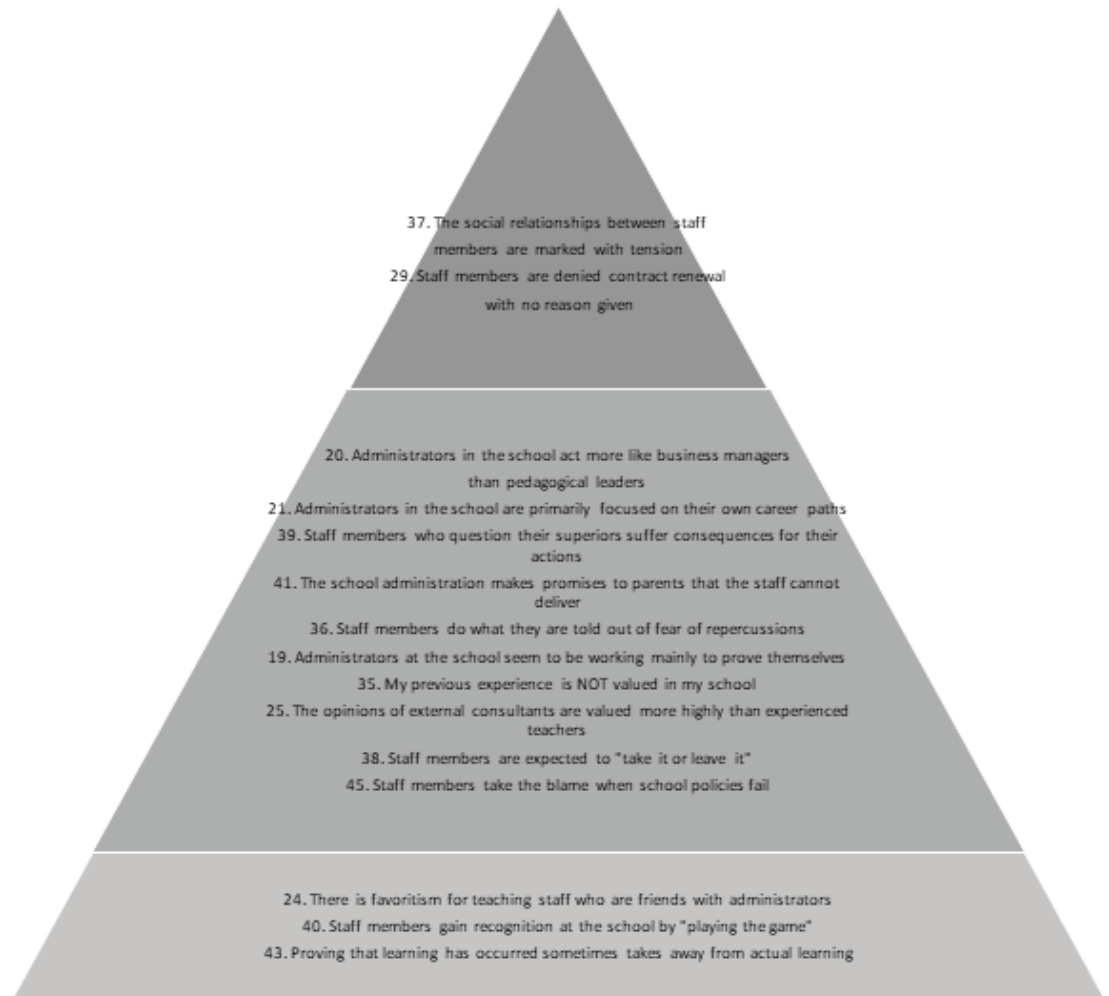 37. The social relationships between staff
members are marked with tension
29. Staff members are denied contract renewal
with no reason given
20. Administrators in the school act more like business managers
than pedagogical leaders
21. Administrators in the school are primarily focused on their own career paths
39. Staff members who question their superiors suffer consequences for their
actions
41. The school administration makes promises to parents that the staff cannot
deliver
36. Staff members do what they are told out of fear of repercussions
19. Administrators at the school seem to be working mainly to prove themselves
35. My previous experience is NOT valued in my school
25. The opinions of external consultants are valued more highly than experienced
teachers
38. Staff members are expected to "take it or leave it"
45. Staff members take the blame when school policies fail
24. There is favoritism for teaching staff who are friends with administrators
40. Staff members gain recognition at the school by "playing the game"
43. Proving that learning has occurred sometimes takes away from actual learning